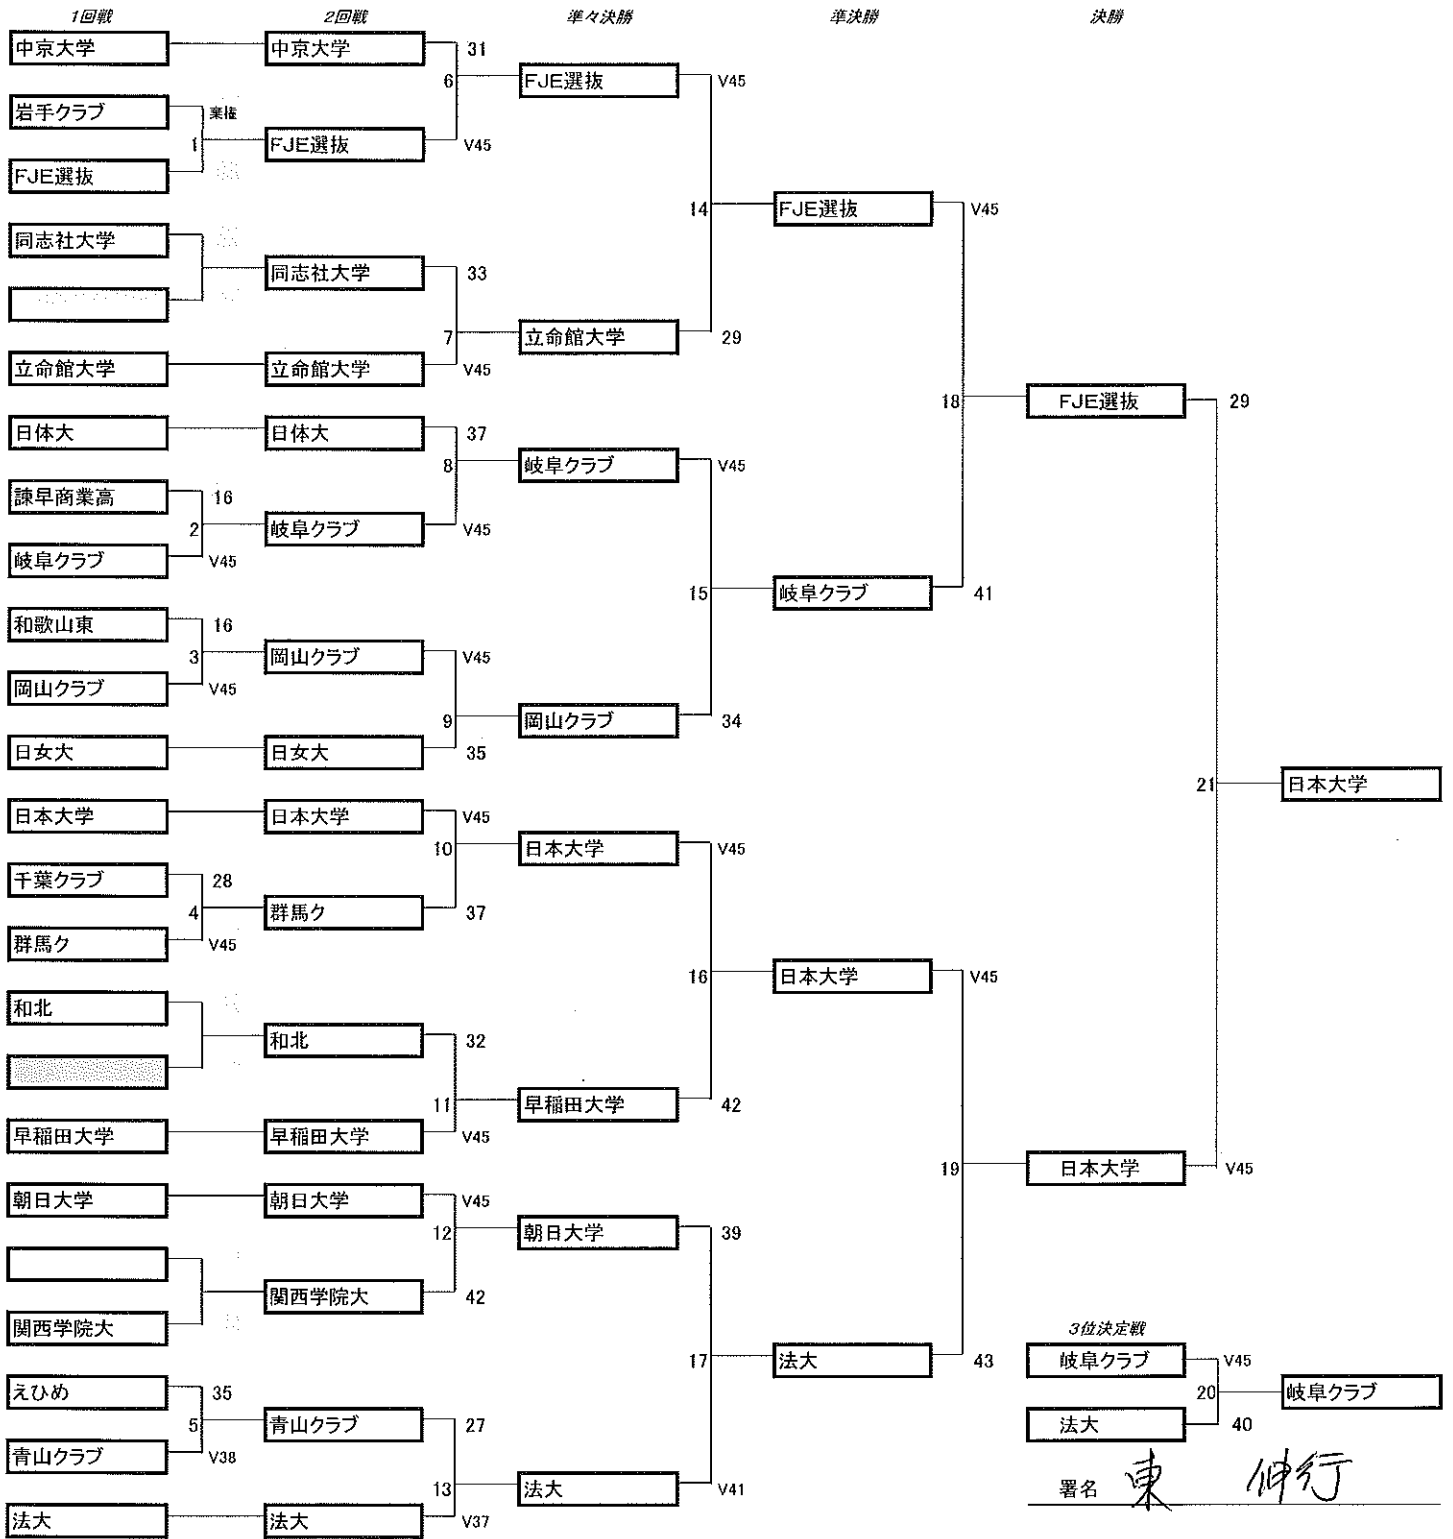 1回戦 2回戦 準々決勝 準決勝 決勝
中京大学 中京大学 31
6 FJE選抜 V45
岩手クラブ 棄権
1 FJE選抜 V45
FJE選抜
14 FJE選抜 V45
同志社大学
同志社大学 33
7 立命館大学 29
立命館大学 立命館大学 V45
18 FJE選抜 29
日体大 日体大 37
8 岐阜クラブ V45
諫早商業高 16
2 岐阜クラブ V45
岐阜クラブ V45
15 岐阜クラブ 41
和歌山東 16
3 岡山クラブ V45
岡山クラブ V45
9 岡山クラブ 34
日女大 日女大 35
21 日本大学
日本大学 日本大学 V45
10 日本大学 V45
千葉クラブ 28
4 群馬ク 37
群馬ク V45
16 日本大学 V45
和北
和北 32
11 早稲田大学 42
早稲田大学 早稲田大学 V45
19 日本大学 V45
朝日大学 朝日大学 V45
12 朝日大学 39
関西学院大 42
関西学院大
17 法大 43
えひめ 35
5 青山クラブ 27
青山クラブ V38
13 法大 V41
法大 法大 V37
3位決定戦
岐阜クラブ V45
20 岐阜クラブ
法大 40
署名 東 伸行